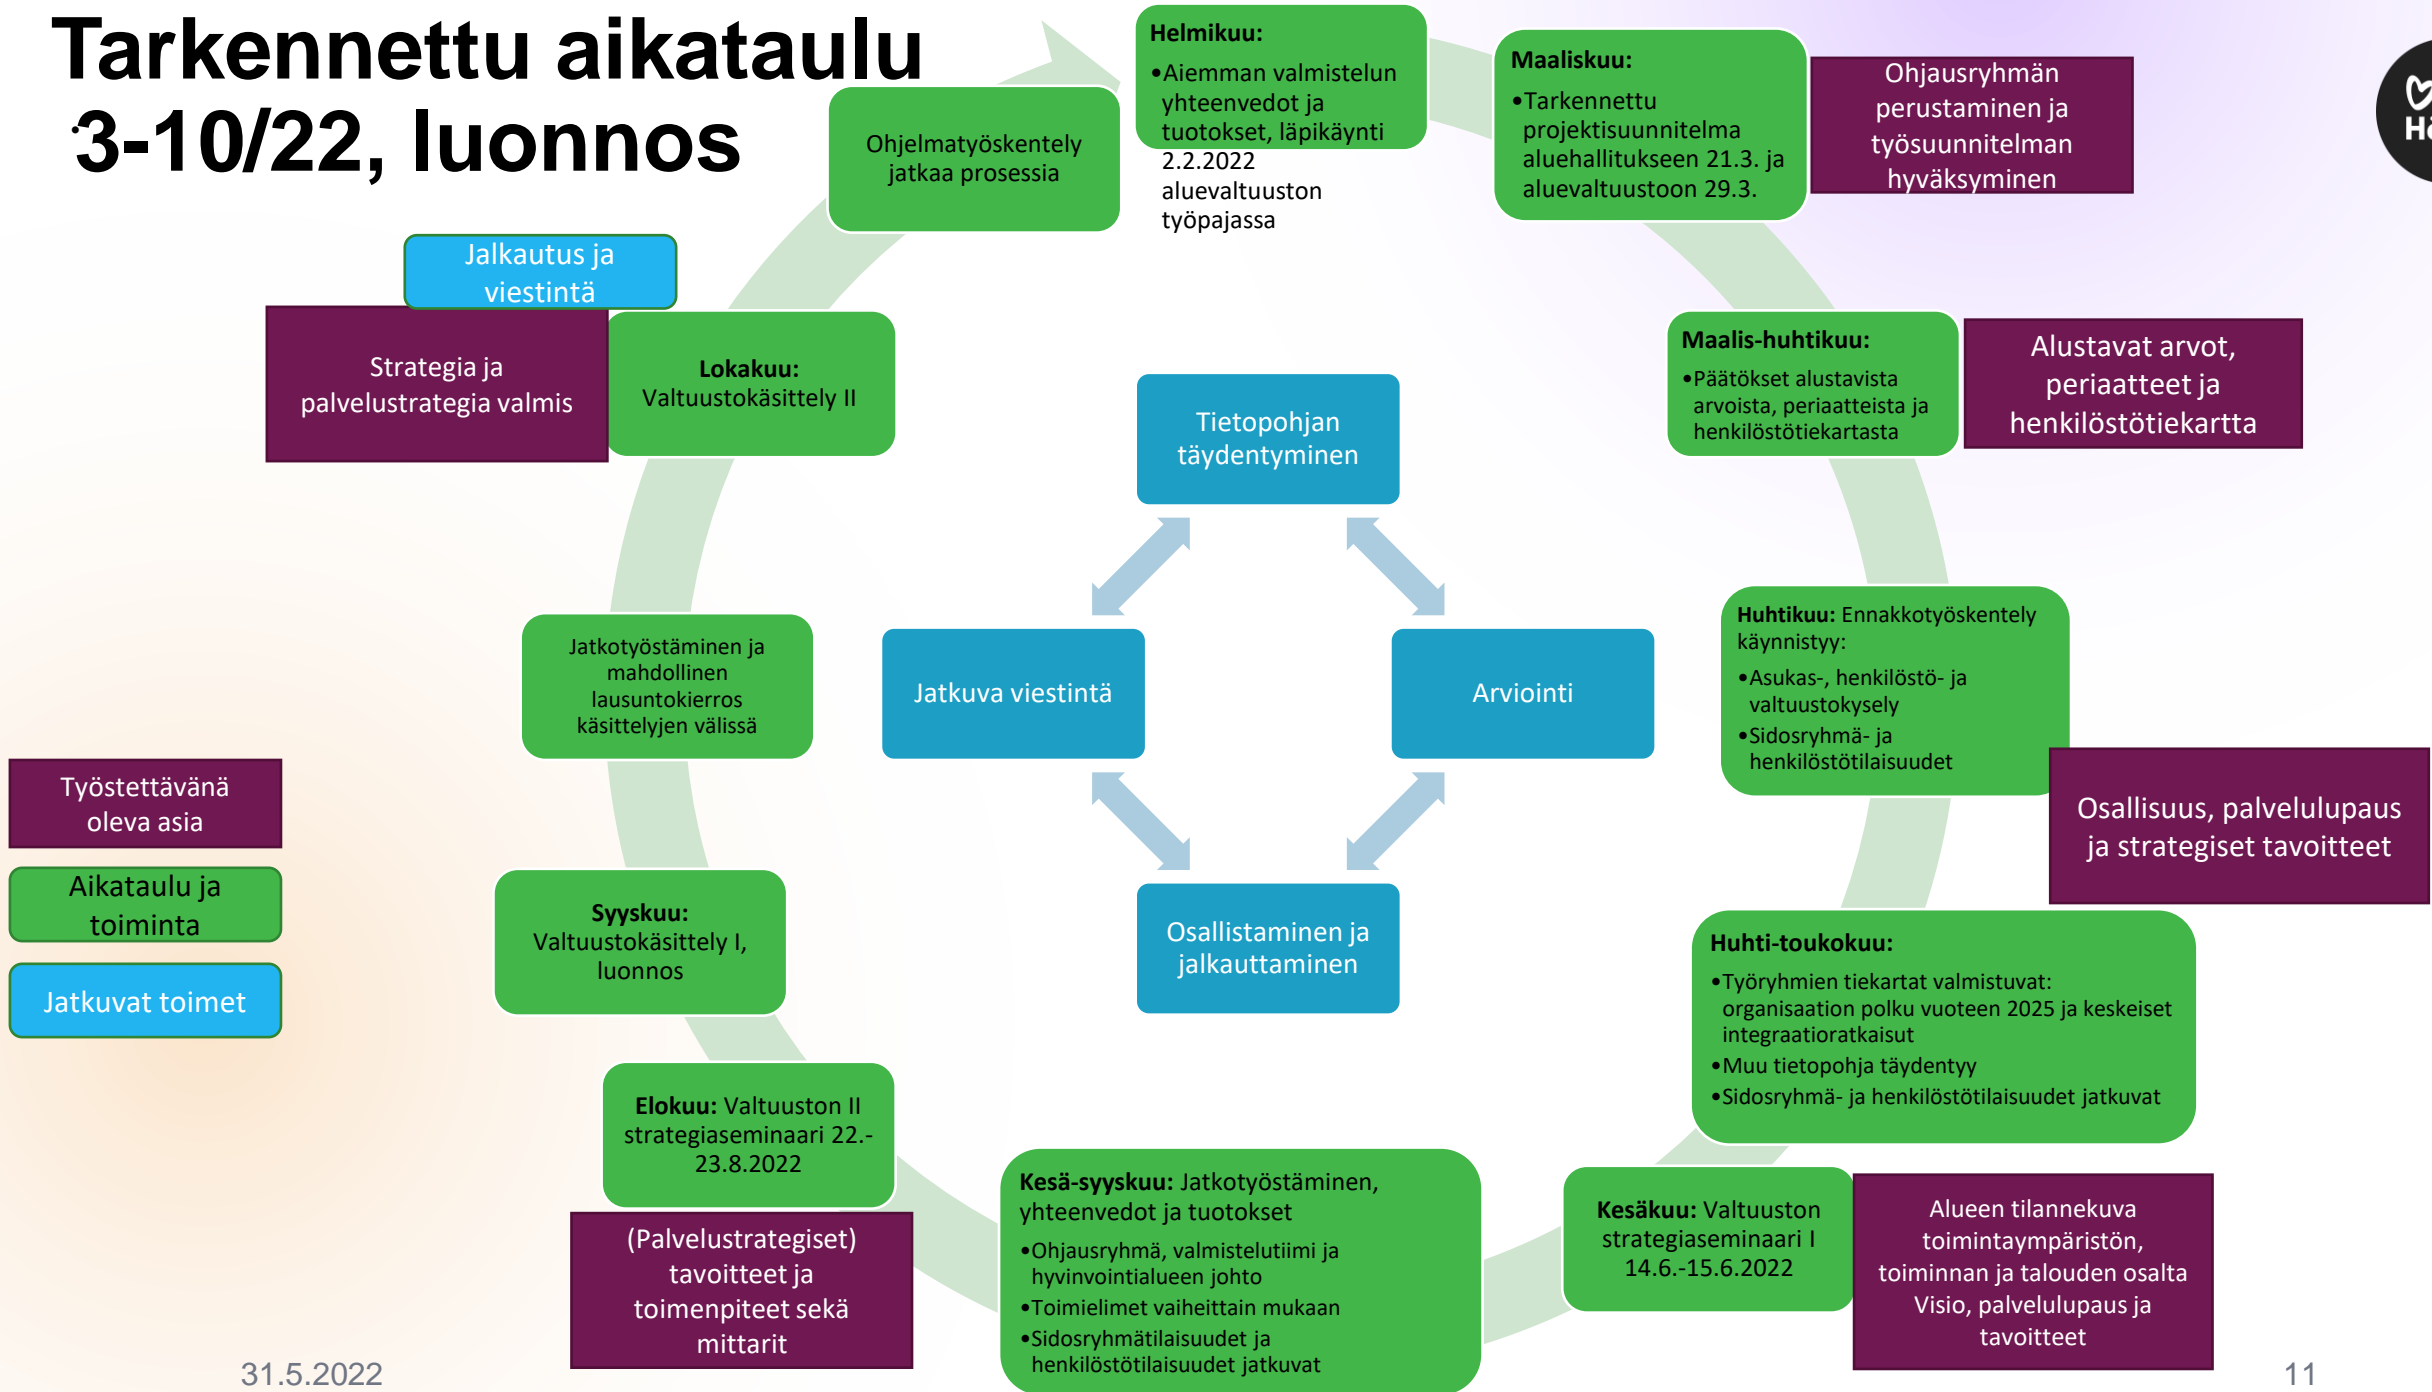 Tarkennettu aikataulu
3-10/22, luonnos
Helmikuu:
•Aiemman valmistelun
yhteenvedot ja
tuotokset, läpikäynti
2.2.2022
aluevaltuuston
työpajassa
Maaliskuu:
•Tarkennettu
projektisuunnitelma
aluehallitukseen 21.3. ja
aluevaltuustoon 29.3.
Ohjausryhmän
perustaminen ja
työsuunnitelman
hyväksyminen
Maalis-huhtikuu:
•Päätökset alustavista
arvoista, periaatteista ja
henkilöstötiekartasta
Alustavat arvot,
periaatteet ja
henkilöstötiekartta
Huhtikuu: Ennakkotyöskentely
käynnistyy:
•Asukas-, henkilöstö- ja
valtuustokysely
•Sidosryhmä- ja
henkilöstötilaisuudet
Osallisuus, palvelulupaus
ja strategiset tavoitteet
Huhti-toukokuu:
•Työryhmien tiekartat valmistuvat:
organisaation polku vuoteen 2025 ja keskeiset
integraatioratkaisut
•Muu tietopohja täydentyy
•Sidosryhmä- ja henkilöstötilaisuudet jatkuvat
Kesäkuu: Valtuuston
strategiaseminaari I
14.6.-15.6.2022
Alueen tilannekuva
toimintaympäristön,
toiminnan ja talouden osalta
Visio, palvelulupaus ja
tavoitteet
Kesä-syyskuu: Jatkotyöstäminen,
yhteenvedot ja tuotokset
•Ohjausryhmä, valmistelutiimi ja
hyvinvointialueen johto
•Toimielimet vaiheittain mukaan
•Sidosryhmätilaisuudet ja
henkilöstötilaisuudet jatkuvat
Elokuu: Valtuuston II
strategiaseminaari 22.-
23.8.2022
(Palvelustrategiset)
tavoitteet ja
toimenpiteet sekä
mittarit
Syyskuu:
Valtuustokäsittely I,
luonnos
Jatkotyöstäminen ja
mahdollinen
lausuntokierros
käsittelyjen välissä
Lokakuu:
Valtuustokäsittely II
Strategia ja
palvelustrategia valmis
Jalkautus ja
viestintä
Ohjelmatyöskentely
jatkaa prosessia
Tietopohjan
täydentyminen
Arviointi
Osallistaminen ja
jalkauttaminen
Jatkuva viestintä
Työstettävänä
oleva asia
Aikataulu ja
toiminta
Jatkuvat toimet
31.5.2022
11